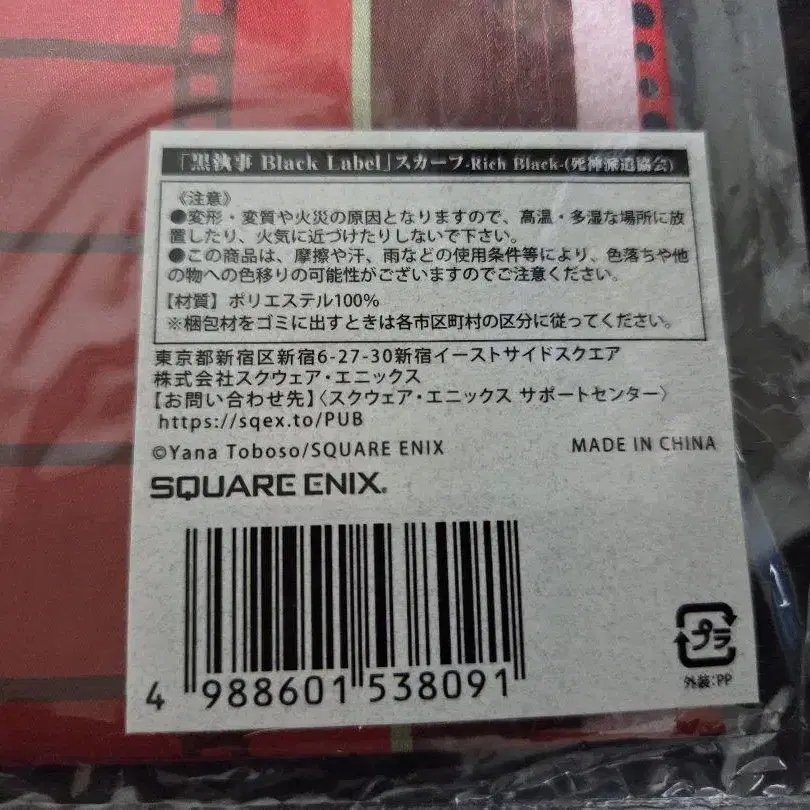 「黒執事 Black Label」スカーフ-Rich Black-(死神派遣協会)
《注意》
●変形・変質や火災の原因となりますので、高温・多湿な場所に放
置したり、火気に近づけたりしないで下さい。
●この商品は、摩擦や汗、雨などの使用条件等により、色落ちや他
の物への色移りの可能性がございますのでご注意ください。
【材質】ポリエステル100%
※梱包材をゴミに出すときは各市区町村の区分に従ってください。
東京都新宿区新宿6-27-30新宿イーストサイドスクエア
株式会社スクウェア・エニックス
【お問い合わせ先】〈スクウェア・エニックス サポートセンター〉
https://sqex.to/PUB
©Yana Toboso/SQUARE ENIX
MADE IN CHINA
SQUARE ENIX.
4 988601 538091
プラ
外装:PP